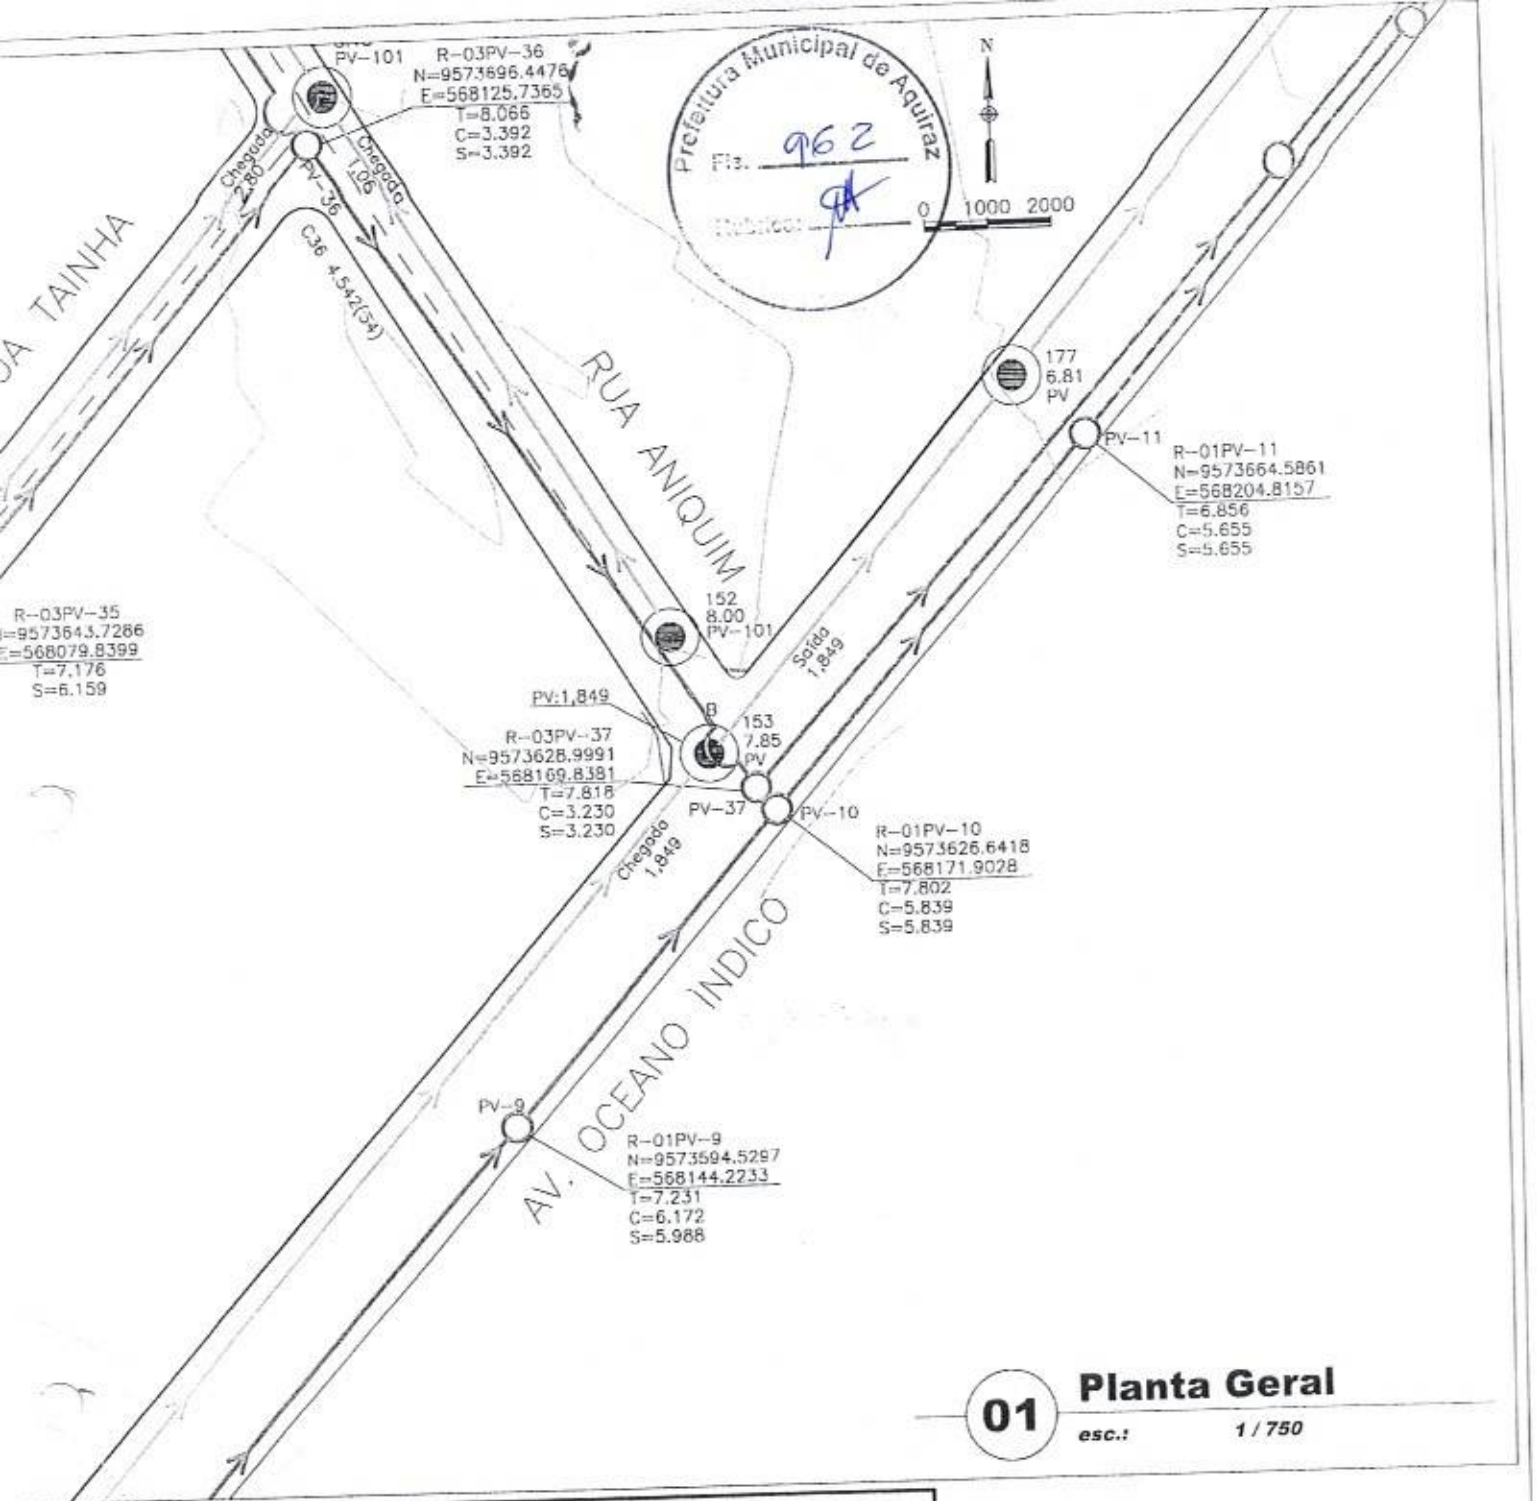 PV-101
R-03PV-36
N=9573696.4476
E=568125.7365
T=8.066
C=3.392
S=3.392
Prefeitura Municipal de Aquiraz
Fls. 962
N
0 1000 2000
Chegada
2.80
Chegada
1.06
PV-36
C36 4.542(54)
TAINHA
RUA ANIQUIM
177
6.81
PV
PV-11
R-01PV-11
N=9573664.5861
E=568204.8157
T=6.856
C=5.655
S=5.655
R-03PV-35
=9573643.7286
E=568079.8399
T=7.176
S=6.159
152
8.00
PV-101
Saída
1,849
PV:1,849
B
153
7.85
PV
R-03PV-37
N=9573628.9991
E=568169.8381
T=7.818
C=3.230
S=3.230
PV-37
PV-10
R-01PV-10
N=9573626.6418
E=568171.9028
T=7.802
C=5.839
S=5.839
Chegada
1,849
AV. OCEANO ÌNDICO
PV-9
R-01PV-9
N=9573594.5297
E=568144.2233
T=7.231
C=6.172
S=5.988
01
Planta Geral
esc.: 1 / 750